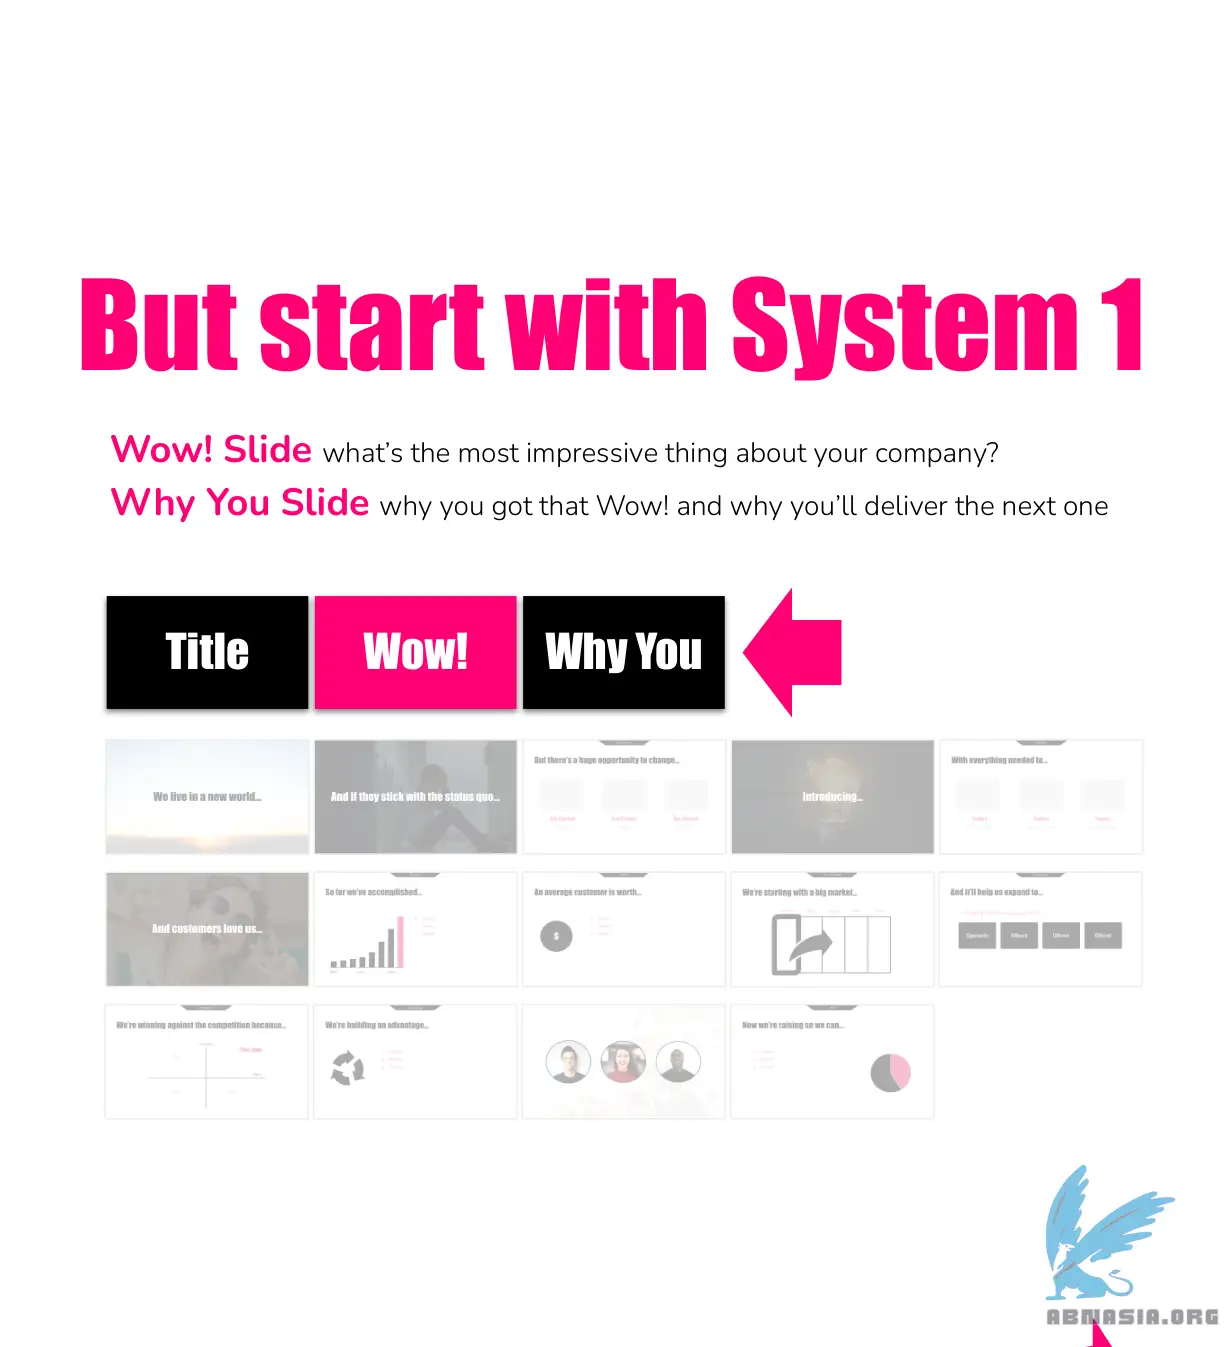 But start with System 1
Wow! Slide what’s the most impressive thing about your company?
Why You Slide why you got that Wow! and why you’ll deliver the next one
Title
Wow!
Why You
We live in a new world...
And if they stick with the status quo...
But there's a huge opportunity to change...
Introducing...
With everything needed to...
And customers love us...
So far we've accomplished...
An average customer is worth...
$
We're starting with a big market...
And it'll help us expand to...
We're winning against the competition because...
We're building an advantage...
Now we're raising so we can...
ABMASIA.ORG